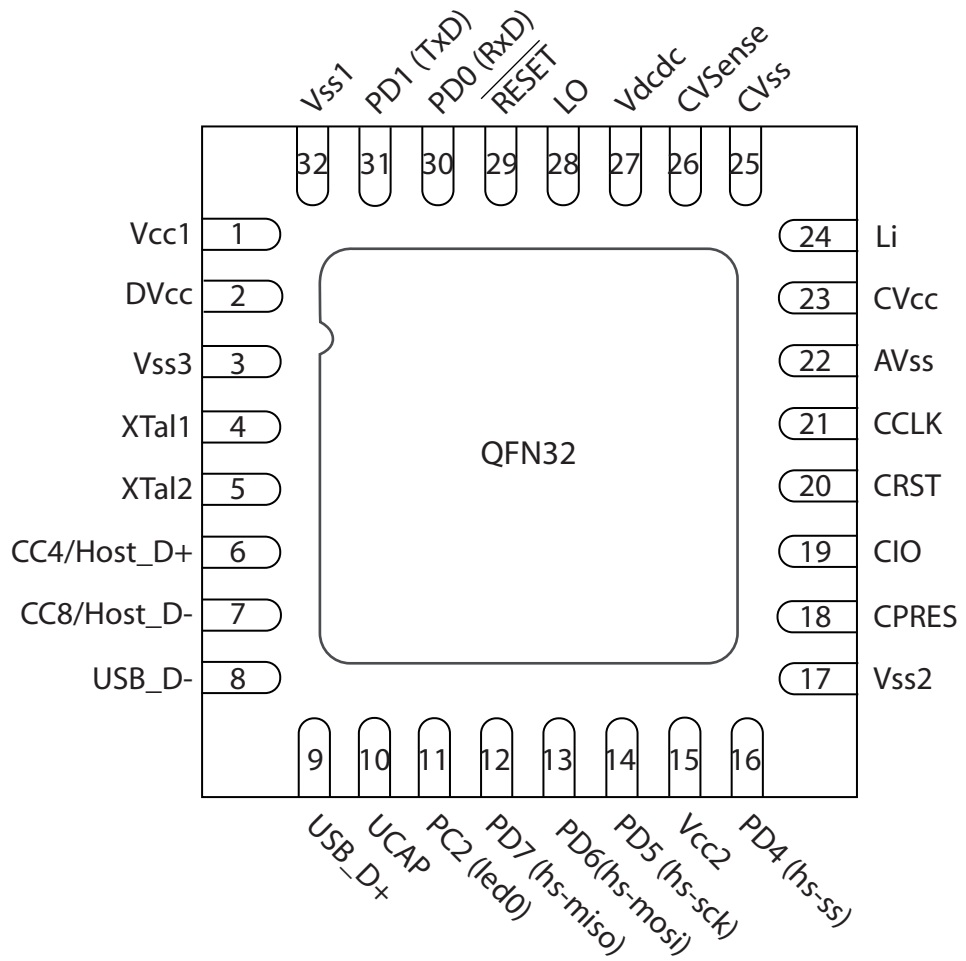 Vss1
PD1 (TxD)
PD0 (RxD)
RESET
LO
Vdcdc
CVSense
CVss
32
31
30
29
28
27
26
25
Vcc1 1
DVcc 2
Vss3 3
XTal1 4
XTal2 5
CC4/Host_D+ 6
CC8/Host_D- 7
USB_D- 8
QFN32
24 Li
23 CVcc
22 AVss
21 CCLK
20 CRST
19 CIO
18 CPRES
17 Vss2
9
10
11
12
13
14
15
16
USB_D+
UCAP
PC2 (led0)
PD7 (hs-miso)
PD6(hs-mosi)
PD5 (hs-sck)
Vcc2
PD4 (hs-ss)